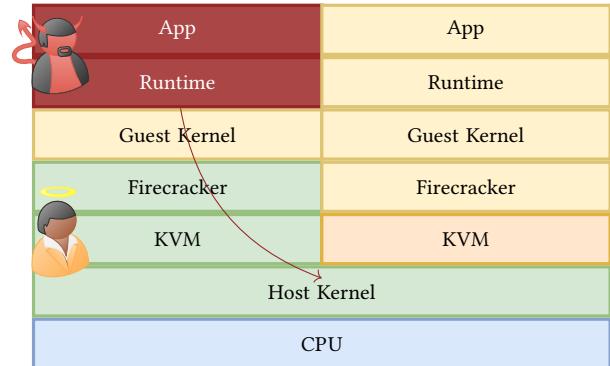 App App
Runtime Runtime
Guest Kernel Guest Kernel
Firecracker Firecracker
KVM KVM
Host Kernel
CPU